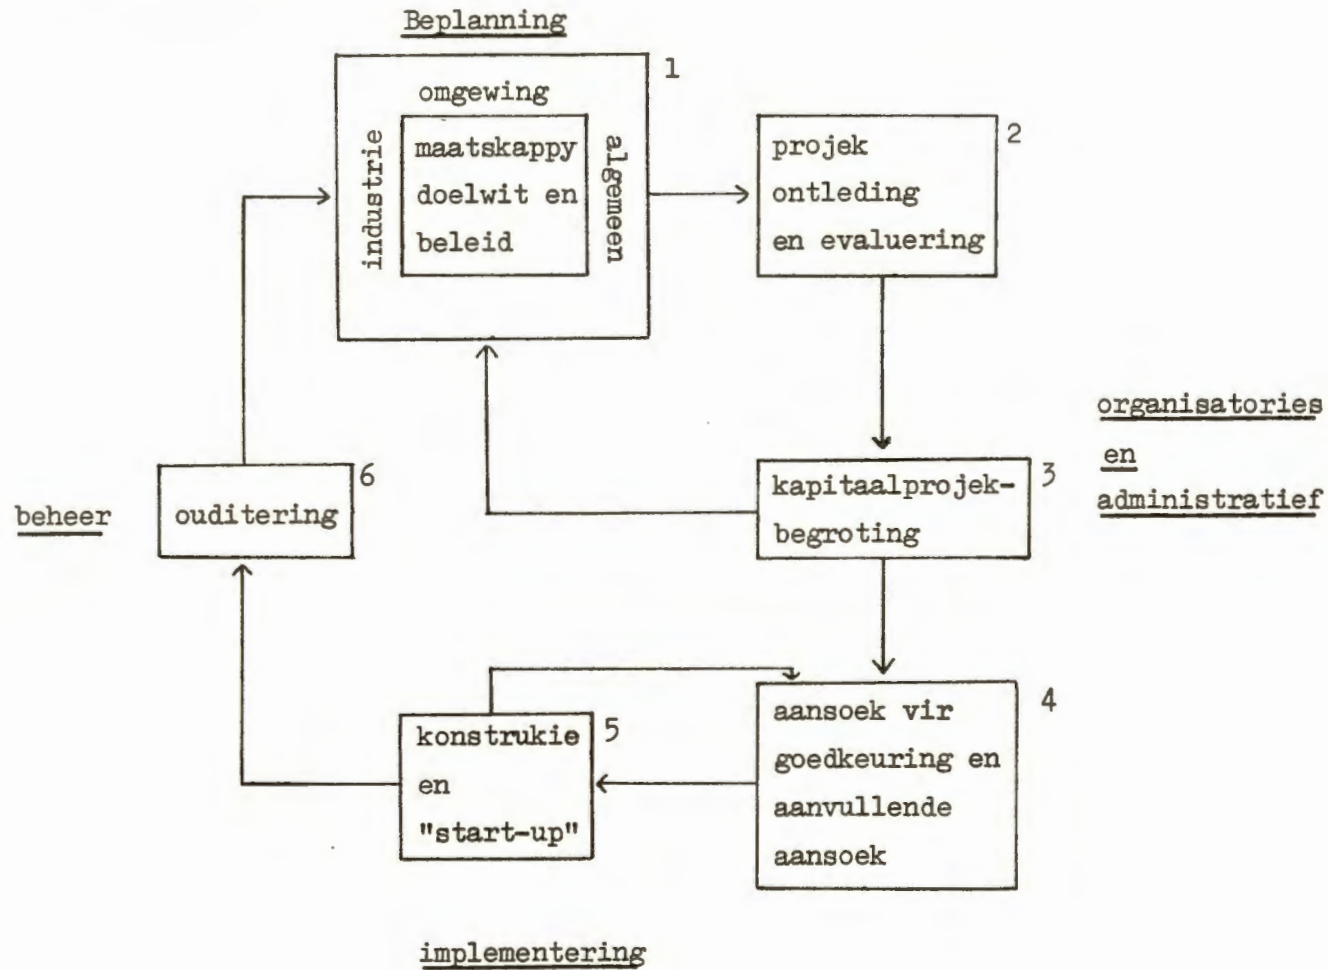 Beplanning
1
omgewing
industrie
maatskappy
doelwit en
beleid
algemeen
2
projek
ontleding
en evaluering
organisatories
en
administratief
3
kapitaalprojek-
begroting
6
ouditering
beheer
4
aansoek vir
goedkeuring en
aanvullende
aansoek
5
konstrukie
en
"start-up"
implementering